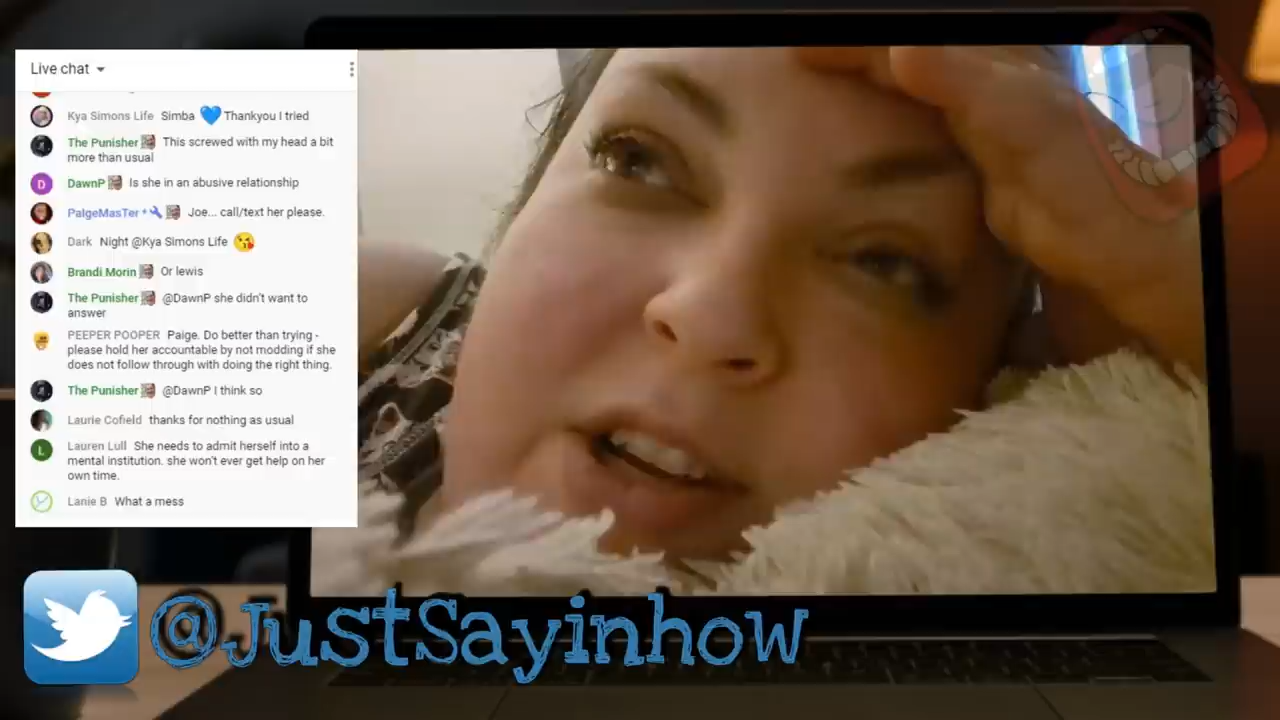 Live chat
Kya Simons Life Simba 💙 Thankyou I tried
The Punisher This screwed with my head a bit
more than usual
D DawnP Is she in an abusive relationship
PaIgeMasTer Joe... call/text her please.
Dark Night @Kya Simons Life 😘
Brandi Morin Or lewis
The Punisher @DawnP she didn't want to
answer
PEEPER POOPER Paige. Do better than trying -
please hold her accountable by not modding if she
does not follow through with doing the right thing.
The Punisher @DawnP I think so
Laurie Cofield thanks for nothing as usual
L Lauren Lull She needs to admit herself into a
mental institution. she won't ever get help on her
own time.
Lanie B What a mess
@JustSayinhow